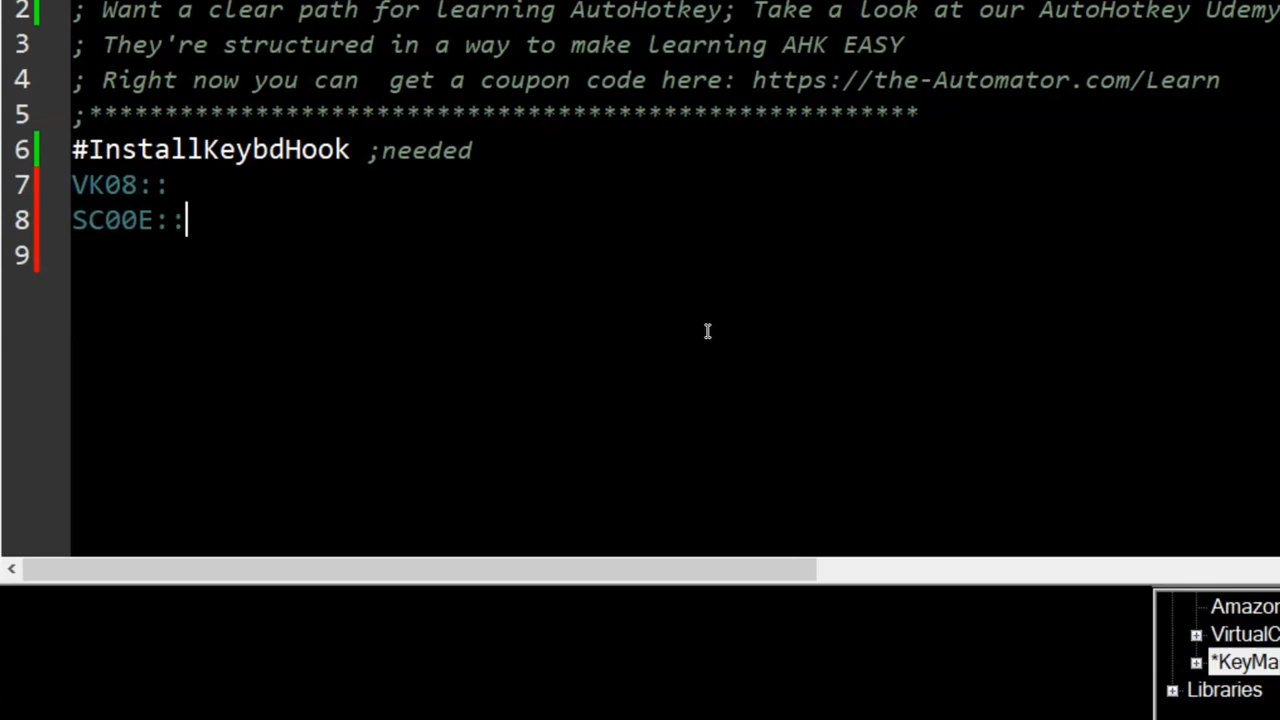 2 ; Want a clear path for learning AutoHotkey; Take a look at our AutoHotkey Udemy
3 ; They're structured in a way to make learning AHK EASY
4 ; Right now you can  get a coupon code here: https://the-Automator.com/Learn
5 ;*******************************************************
6 #InstallKeybdHook ;needed
7 VK08::
8 SC00E::
9
<
Amazon
VirtualC
*KeyMa
Libraries